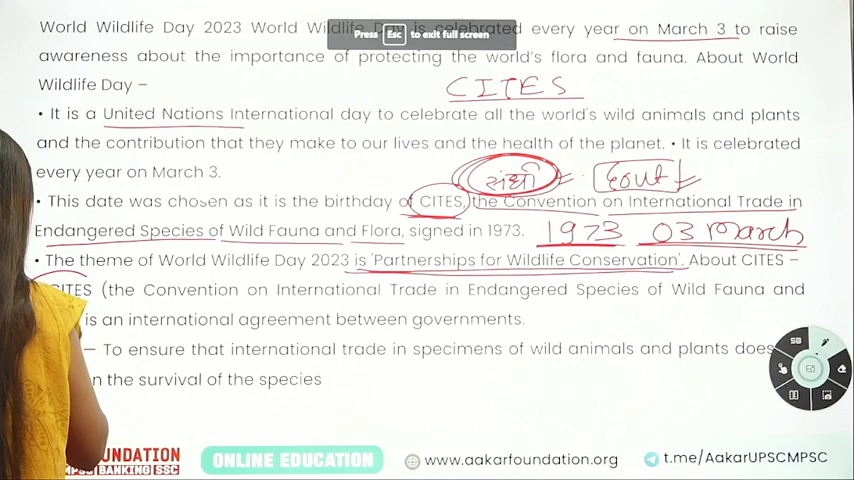 World Wildlife Day 2023 World Wildlife Day is celebrated every year on March 3 to raise
Press Esc to exit full screen
awareness about the importance of protecting the world's flora and fauna. About World
Wildlife Day –
CITES
• It is a United Nations International day to celebrate all the world's wild animals and plants
and the contribution that they make to our lives and the health of the planet. • It is celebrated
every year on March 3.
संधी Gout
• This date was chosen as it is the birthday of CITES, the Convention on International Trade in
Endangered Species of Wild Fauna and Flora, signed in 1973.
1973 03 March
• The theme of World Wildlife Day 2023 is 'Partnerships for Wildlife Conservation'. About CITES –
CITES (the Convention on International Trade in Endangered Species of Wild Fauna and
is an international agreement between governments.
– To ensure that international trade in specimens of wild animals and plants does
n the survival of the species
SB
UNDATION
MPSC BANKING SSC
ONLINE EDUCATION
www.aakarfoundation.org
t.me/AakarUPSCMPSC